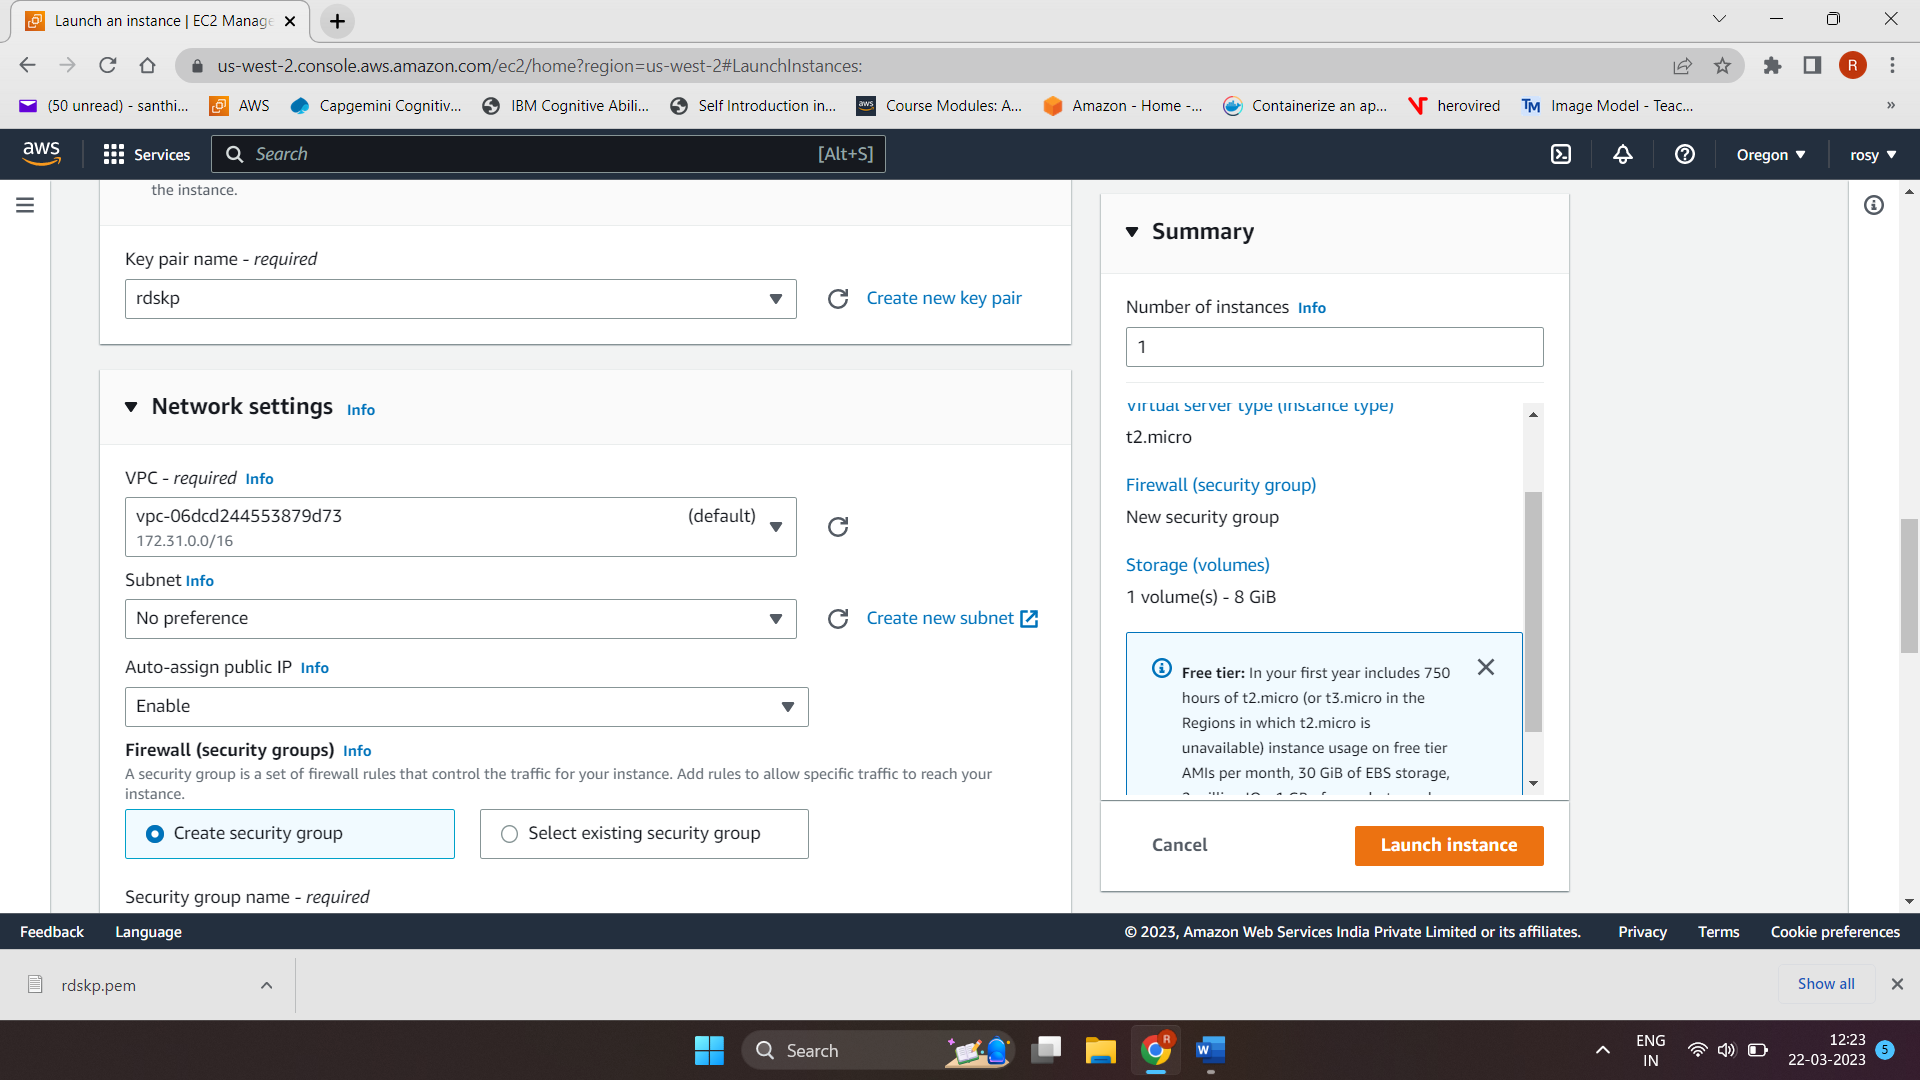 Launch an instance | EC2 Manage
us-west-2.console.aws.amazon.com/ec2/home?region=us-west-2#LaunchInstances:
R
(50 unread) - santhi...
AWS
Capgemini Cognitiv...
IBM Cognitive Abili...
Self Introduction in...
aws
Course Modules: A...
Amazon - Home -...
Containerize an ap...
herovired
TM
Image Model - Teac...
»
aws
Services
Search
[Alt+S]
Oregon
rosy
the instance.
Key pair name - required
rdskp
Create new key pair
Network settings Info
VPC - required Info
vpc-06dcd244553879d73 (default)
172.31.0.0/16
Subnet Info
No preference
Create new subnet
Auto-assign public IP Info
Enable
Firewall (security groups) Info
A security group is a set of firewall rules that control the traffic for your instance. Add rules to allow specific traffic to reach your
instance.
Create security group
Select existing security group
Security group name - required
Summary
Number of instances Info
1
Virtual server type (instance type)
t2.micro
Firewall (security group)
New security group
Storage (volumes)
1 volume(s) - 8 GiB
Free tier: In your first year includes 750
hours of t2.micro (or t3.micro in the
Regions in which t2.micro is
unavailable) instance usage on free tier
AMIs per month, 30 GiB of EBS storage,
Cancel
Launch instance
Feedback
Language
© 2023, Amazon Web Services India Private Limited or its affiliates.
Privacy
Terms
Cookie preferences
rdskp.pem
Show all
Search
R
W
ENG
IN
12:23
22-03-2023
5